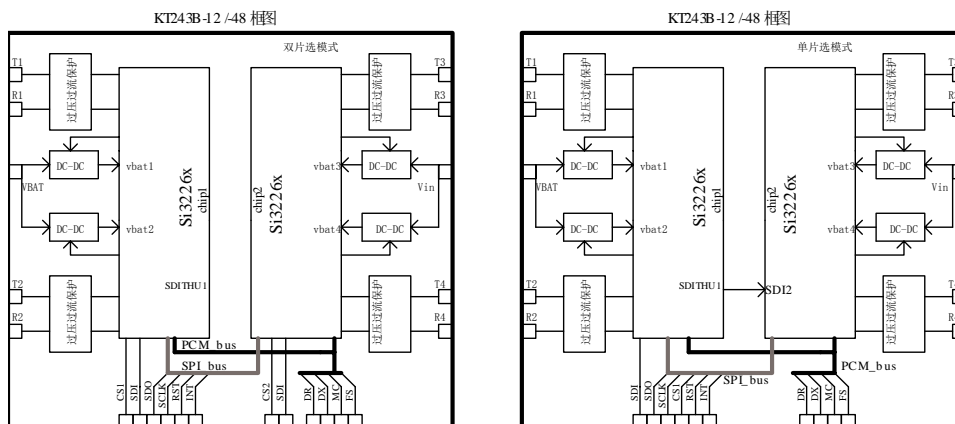 KT243B-12 /-48 框图
双片选模式
T1
R1
过压过流保护
T3
R3
过压过流保护
DC-DC
vbat1
VBAT
Si3226x
chip1
chip2
Si3226x
vbat3
DC-DC
Vin
DC-DC
vbat2
vbat4
DC-DC
T2
R2
过压过流保护
SDITHU1
T4
R4
过压过流保护
PCM_bus
SPI_bus
CS1
SDI
SDO
SCLK
RST
INT
CS2
SDI
DR
DX
MC
FS
KT243B-12 /-48 框图
单片选模式
T1
R1
过压过流保护
过压过流保护
DC-DC
vbat1
VBAT
Si3226x
chip1
chip2
Si3226x
vbat3
DC-DC
Vin
DC-DC
vbat2
vbat4
DC-DC
T2
R2
过压过流保护
SDITHU1
SDI2
过压过流保护
PCM_bus
SPI_bus
SDI
SDO
SCLK
CS1
RST
INT
DR
DX
MC
FS